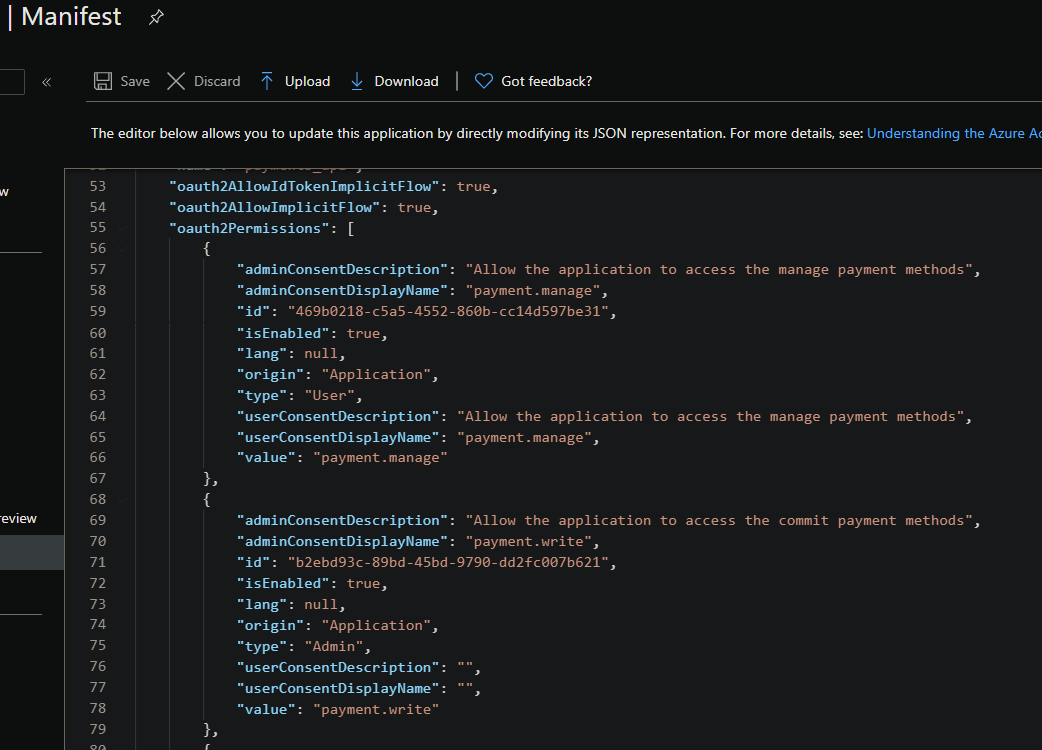 | Manifest
«
Save Discard Upload Download | Got feedback?
The editor below allows you to update this application by directly modifying its JSON representation. For more details, see: Understanding the Azure
53 "oauth2AllowIdTokenImplicitFlow": true,
54 "oauth2AllowImplicitFlow": true,
55 "oauth2Permissions": [
56 {
57 "adminConsentDescription": "Allow the application to access the manage payment methods",
58 "adminConsentDisplayName": "payment.manage",
59 "id": "469b0218-c5a5-4552-860b-cc14d597be31",
60 "isEnabled": true,
61 "lang": null,
62 "origin": "Application",
63 "type": "User",
64 "userConsentDescription": "Allow the application to access the manage payment methods",
65 "userConsentDisplayName": "payment.manage",
66 "value": "payment.manage"
67 },
68 {
69 "adminConsentDescription": "Allow the application to access the commit payment methods",
70 "adminConsentDisplayName": "payment.write",
71 "id": "b2ebd93c-89bd-45bd-9790-dd2fc007b621",
72 "isEnabled": true,
73 "lang": null,
74 "origin": "Application",
75 "type": "Admin",
76 "userConsentDescription": "",
77 "userConsentDisplayName": "",
78 "value": "payment.write"
79 },
80 {